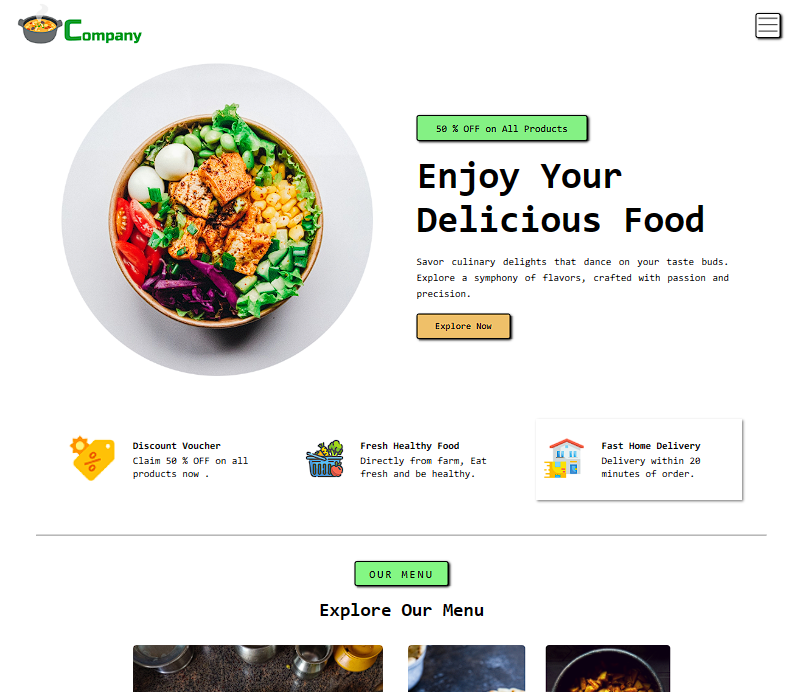 Company
50 % OFF on All Products
Enjoy Your
Delicious Food
Savor culinary delights that dance on your taste buds.
Explore a symphony of flavors, crafted with passion and
precision.
Explore Now
Discount Voucher
Claim 50 % OFF on all
products now .
Fresh Healthy Food
Directly from farm, Eat
fresh and be healthy.
Fast Home Delivery
Delivery within 20
minutes of order.
OUR MENU
Explore Our Menu